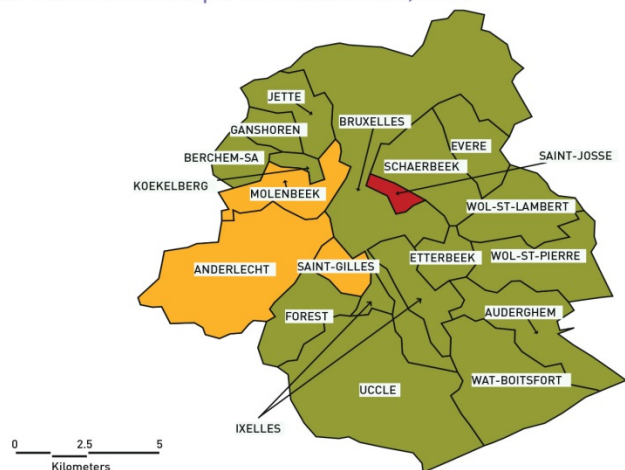 JETTE
BRUXELLES
GANSHOREN
EVERE
BERCHEM-SA
SCHAERBEEK
SAINT-JOSSE
KOEKELBERG
MOLENBEEK
WOL-ST-LAMBERT
ANDERLECHT
SAINT-GILLES
ETTERBEEK
WOL-ST-PIERRE
FOREST
AUDERGHEM
UCCLE
WAT-BOITSFORT
IXELLES
0 2.5 5
Kilometers